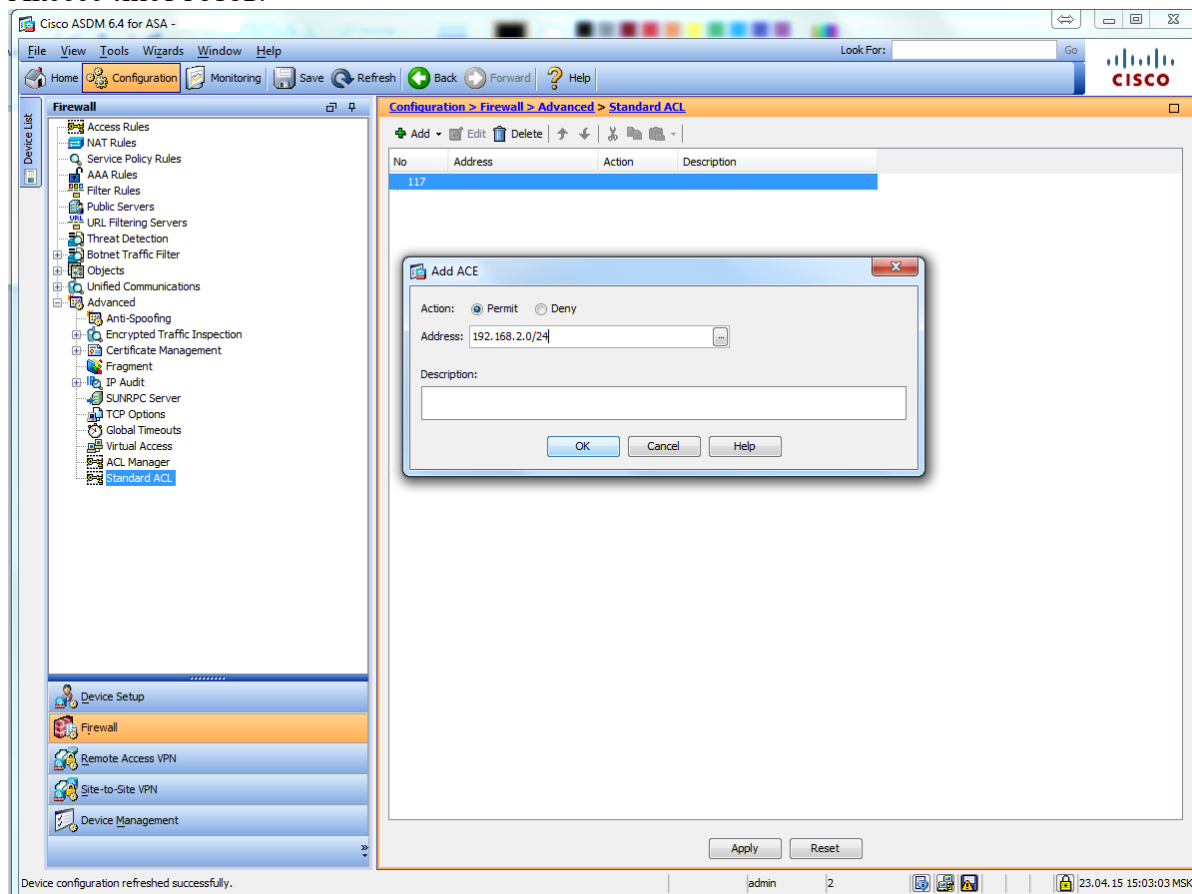 Cisco ASDM 6.4 for ASA -
File View Tools Wizards Window Help
Look For:
Go
Home Configuration Monitoring Save Refresh Back Forward Help
CISCO
Device List
Firewall
Access Rules
NAT Rules
Service Policy Rules
AAA Rules
Filter Rules
Public Servers
URL Filtering Servers
Threat Detection
Botnet Traffic Filter
Objects
Unified Communications
Advanced
Anti-Spoofing
Encrypted Traffic Inspection
Certificate Management
Fragment
IP Audit
SUNRPC Server
TCP Options
Global Timeouts
Virtual Access
ACL Manager
Standard ACL
Device Setup
Firewall
Remote Access VPN
Site-to-Site VPN
Device Management
Configuration > Firewall > Advanced > Standard ACL
Add Edit Delete
No Address Action Description
117
Add ACE
Action: Permit Deny
Address: 192.168.2.0/24
Description:
OK Cancel Help
Apply Reset
Device configuration refreshed successfully.
admin 2 23.04.15 15:03:03 MSK